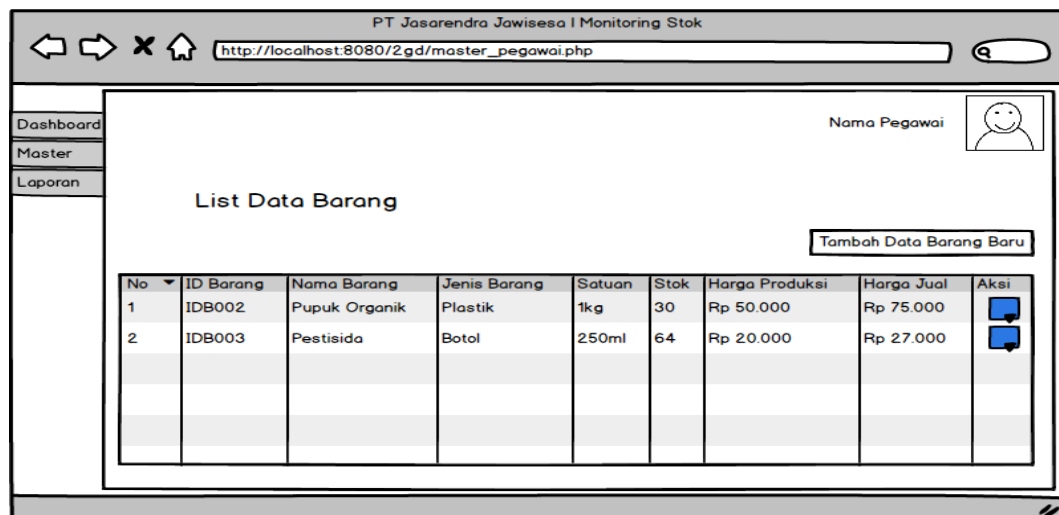 PT Jasarendra Jawisesa I Monitoring Stok
http://localhost:8080/2gd/master_pegawai.php
Nama Pegawai
Dashboard
Master
Laporan
List Data Barang
Tambah Data Barang Baru
No ID Barang Nama Barang Jenis Barang Satuan Stok Harga Produksi Harga Jual Aksi
1 IDB002 Pupuk Organik Plastik 1kg 30 Rp 50.000 Rp 75.000
2 IDB003 Pestisida Botol 250ml 64 Rp 20.000 Rp 27.000